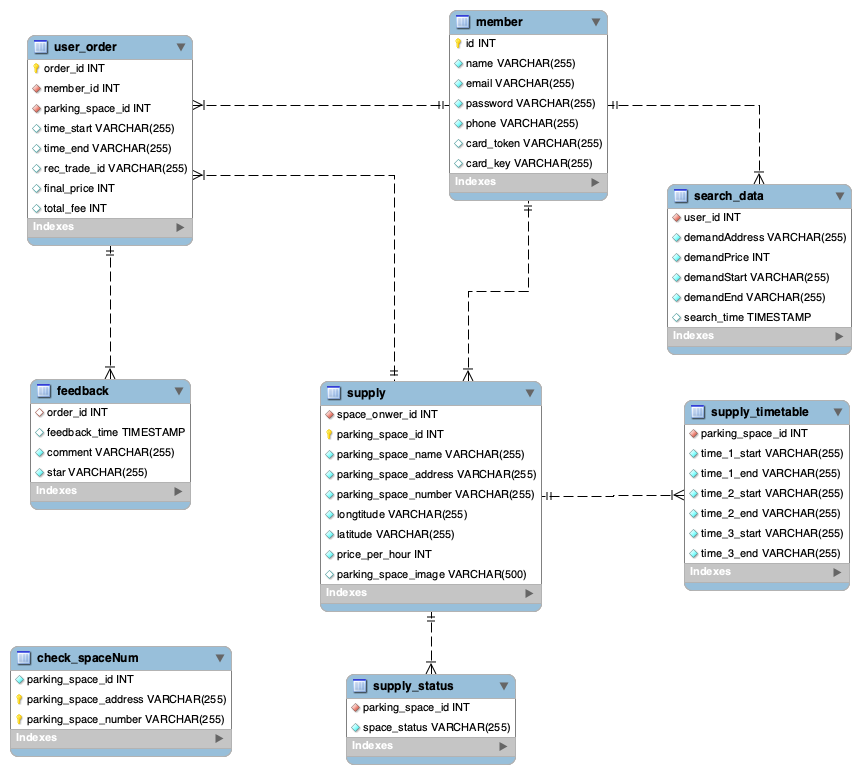 user_order
order_id INT
member_id INT
parking_space_id INT
time_start VARCHAR(255)
time_end VARCHAR(255)
rec_trade_id VARCHAR(255)
final_price INT
total_fee INT
Indexes
member
id INT
name VARCHAR(255)
email VARCHAR(255)
password VARCHAR(255)
phone VARCHAR(255)
card_token VARCHAR(255)
card_key VARCHAR(255)
Indexes
search_data
user_id INT
demandAddress VARCHAR(255)
demandPrice INT
demandStart VARCHAR(255)
demandEnd VARCHAR(255)
search_time TIMESTAMP
Indexes
feedback
order_id INT
feedback_time TIMESTAMP
comment VARCHAR(255)
star VARCHAR(255)
Indexes
supply
space_onwer_id INT
parking_space_id INT
parking_space_name VARCHAR(255)
parking_space_address VARCHAR(255)
parking_space_number VARCHAR(255)
longtitude VARCHAR(255)
latitude VARCHAR(255)
price_per_hour INT
parking_space_image VARCHAR(500)
Indexes
supply_timetable
parking_space_id INT
time_1_start VARCHAR(255)
time_1_end VARCHAR(255)
time_2_start VARCHAR(255)
time_2_end VARCHAR(255)
time_3_start VARCHAR(255)
time_3_end VARCHAR(255)
Indexes
check_spaceNum
parking_space_id INT
parking_space_address VARCHAR(255)
parking_space_number VARCHAR(255)
Indexes
supply_status
parking_space_id INT
space_status VARCHAR(255)
Indexes